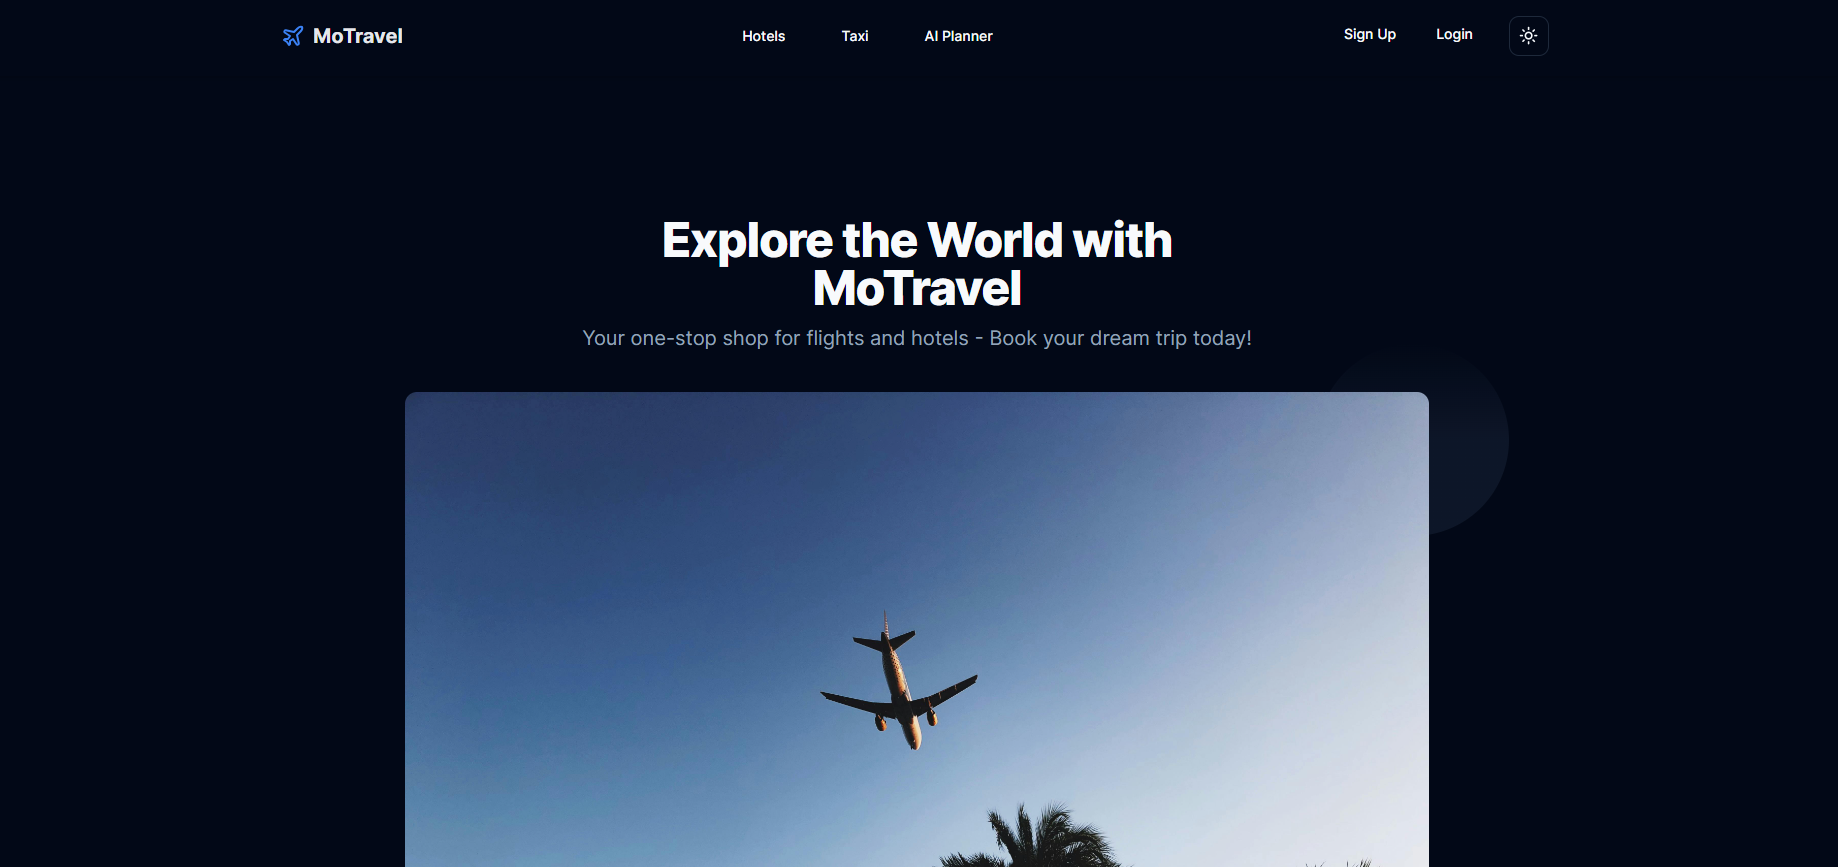 MoTravel
Hotels
Taxi
AI Planner
Sign Up
Login
Explore the World with
MoTravel
Your one-stop shop for flights and hotels - Book your dream trip today!